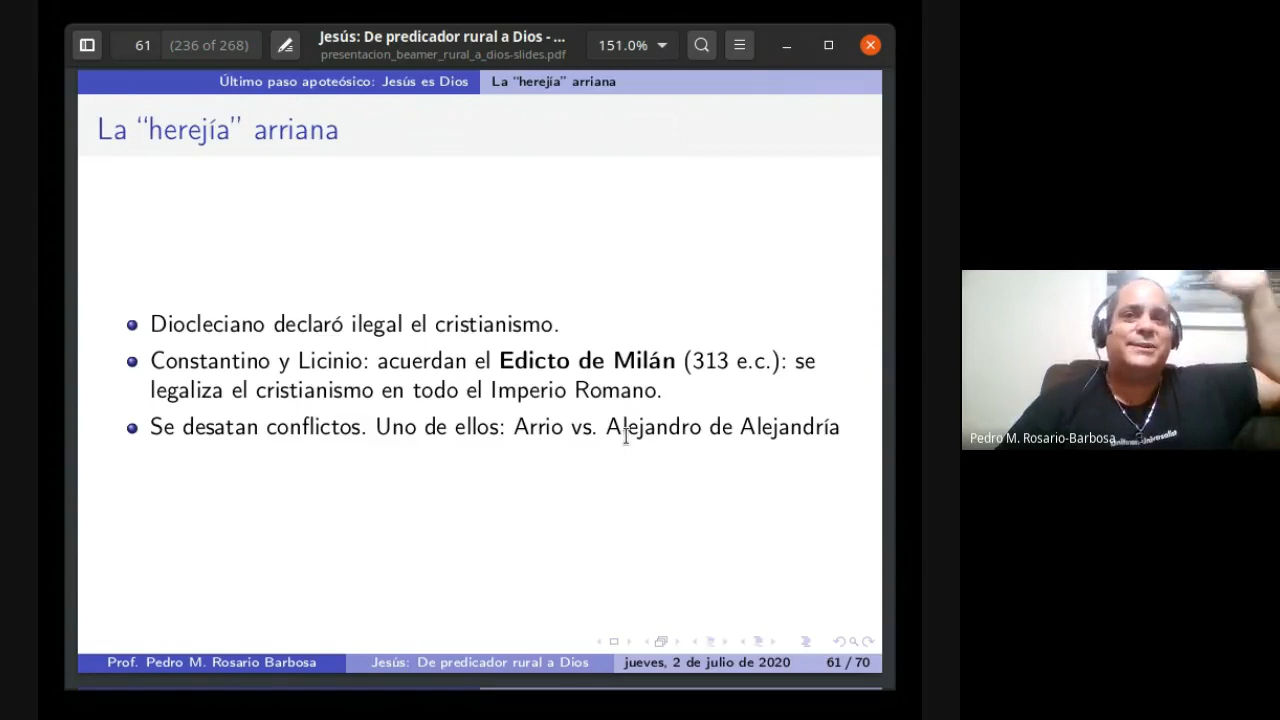 61 (236 of 268)
Jesús: De predicador rural a Dios - ...
presentacion_beamer_rural_a_dios-slides.pdf
151.0%
Último paso apoteósico: Jesús es Dios
La "herejía" arriana
La “herejía” arriana
Diocleciano declaró ilegal el cristianismo.
Constantino y Licinio: acuerdan el Edicto de Milán (313 e.c.): se
legaliza el cristianismo en todo el Imperio Romano.
Se desatan conflictos. Uno de ellos: Arrio vs. Alejandro de Alejandría
Prof. Pedro M. Rosario Barbosa
Jesús: De predicador rural a Dios
jueves, 2 de julio de 2020
61 / 70
Pedro M. Rosario-Barbosa
Unitario-Universalista